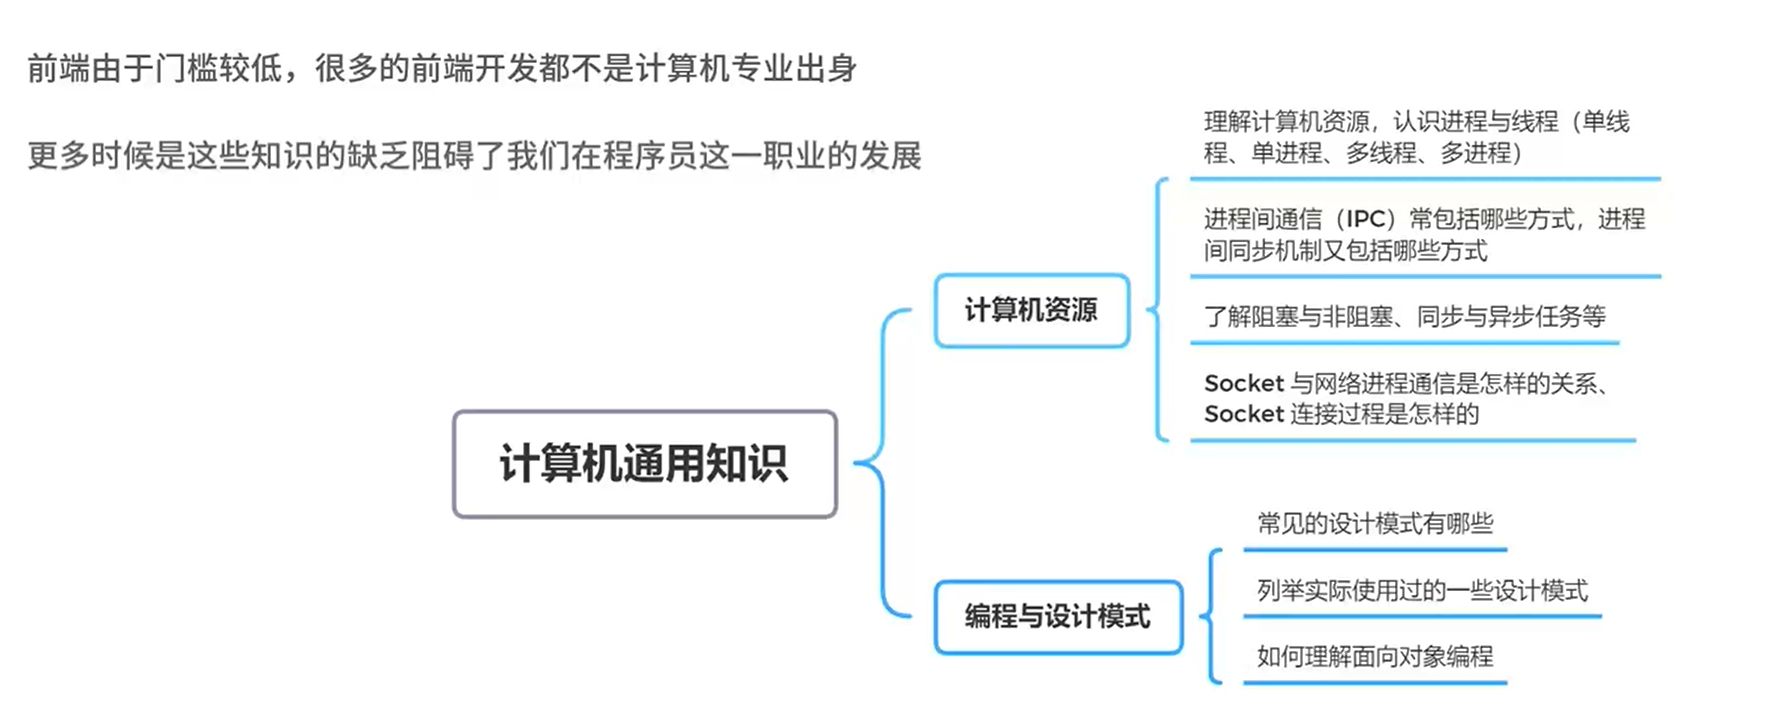 前端由于门槛较低，很多的前端开发都不是计算机专业出身
更多时候是这些知识的缺乏阻碍了我们在程序员这一职业的发展
计算机通用知识
计算机资源
理解计算机资源，认识进程与线程（单线
程、单进程、多线程、多进程）
进程间通信（IPC）常包括哪些方式，进程
间同步机制又包括哪些方式
了解阻塞与非阻塞、同步与异步任务等
Socket 与网络进程通信是怎样的关系、
Socket 连接过程是怎样的
编程与设计模式
常见的设计模式有哪些
列举实际使用过的一些设计模式
如何理解面向对象编程